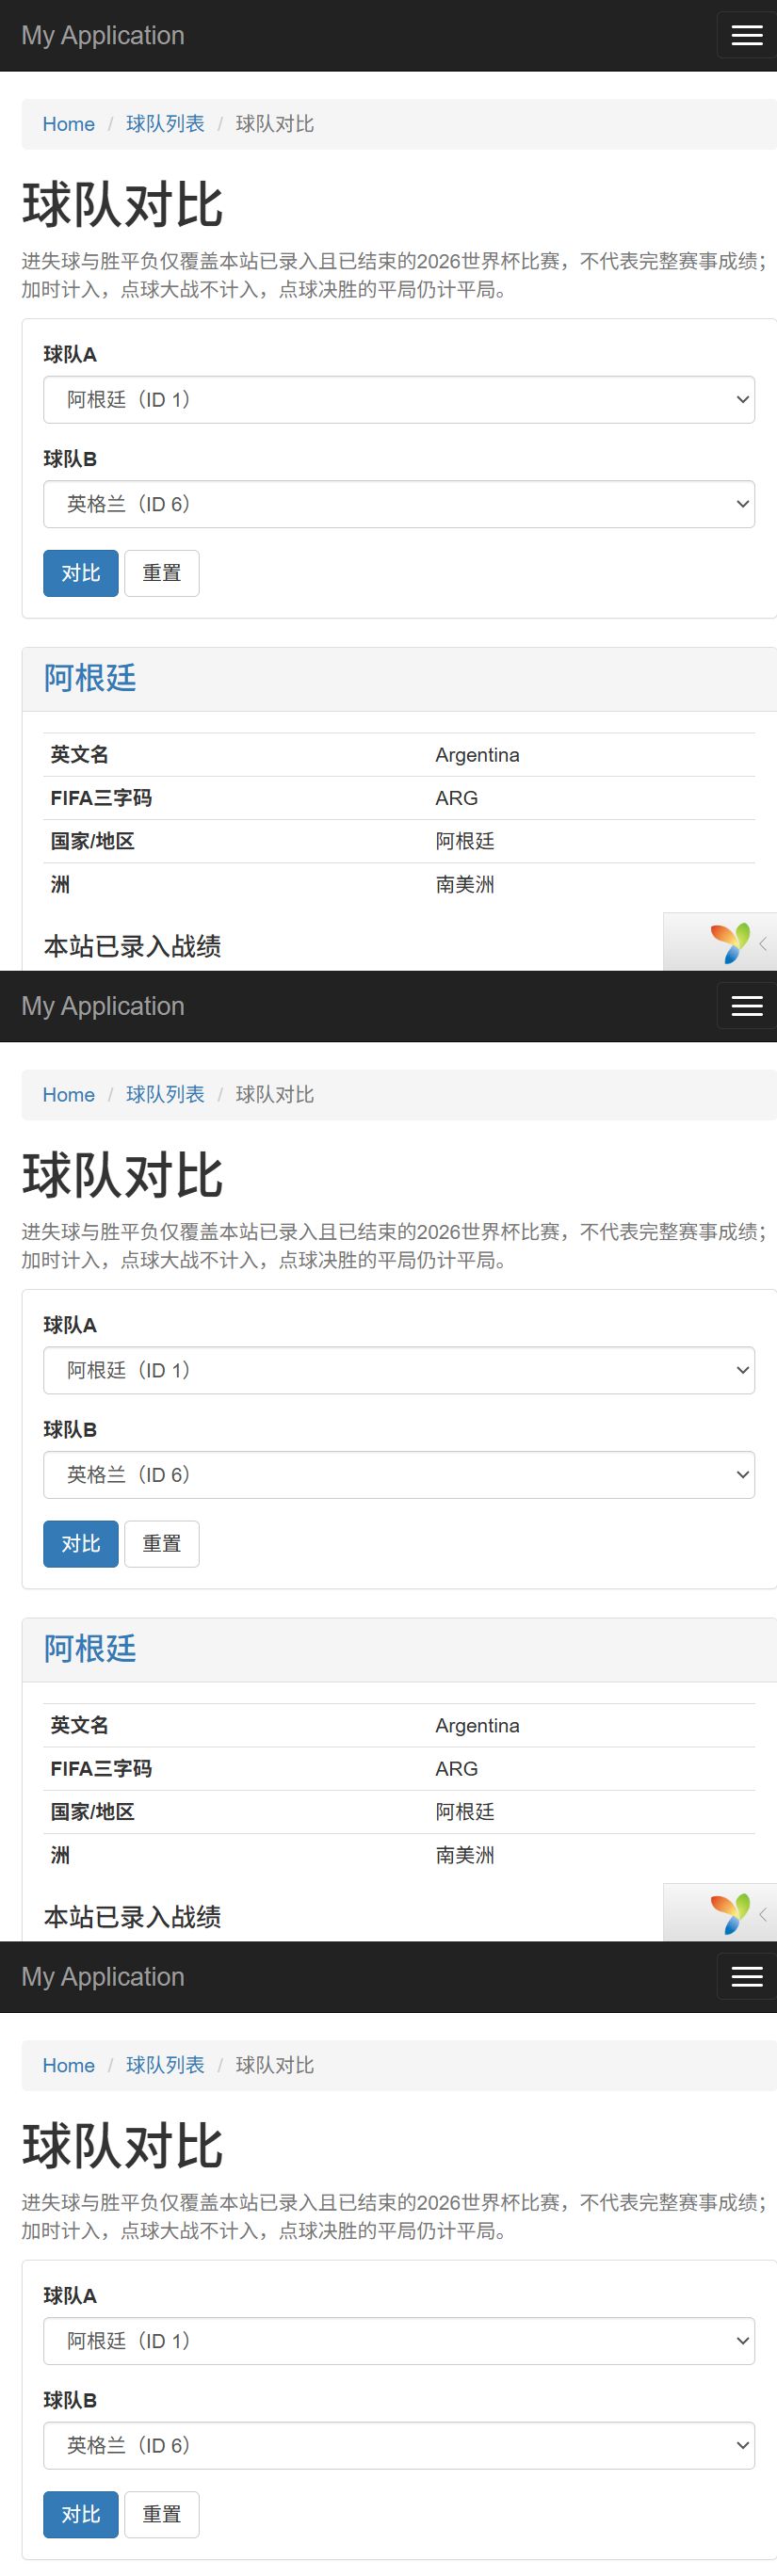 My Application
Home / 球队列表 / 球队对比
球队对比
进失球与胜平负仅覆盖本站已录入且已结束的2026世界杯比赛，不代表完整赛事成绩；
加时计入，点球大战不计入，点球决胜的平局仍计平局。
球队A
阿根廷（ID 1）
球队B
英格兰（ID 6）
对比 重置
阿根廷
英文名 Argentina
FIFA三字码 ARG
国家/地区 阿根廷
洲 南美洲
本站已录入战绩
My Application
Home / 球队列表 / 球队对比
球队对比
进失球与胜平负仅覆盖本站已录入且已结束的2026世界杯比赛，不代表完整赛事成绩；
加时计入，点球大战不计入，点球决胜的平局仍计平局。
球队A
阿根廷（ID 1）
球队B
英格兰（ID 6）
对比 重置
阿根廷
英文名 Argentina
FIFA三字码 ARG
国家/地区 阿根廷
洲 南美洲
本站已录入战绩
My Application
Home / 球队列表 / 球队对比
球队对比
进失球与胜平负仅覆盖本站已录入且已结束的2026世界杯比赛，不代表完整赛事成绩；
加时计入，点球大战不计入，点球决胜的平局仍计平局。
球队A
阿根廷（ID 1）
球队B
英格兰（ID 6）
对比 重置